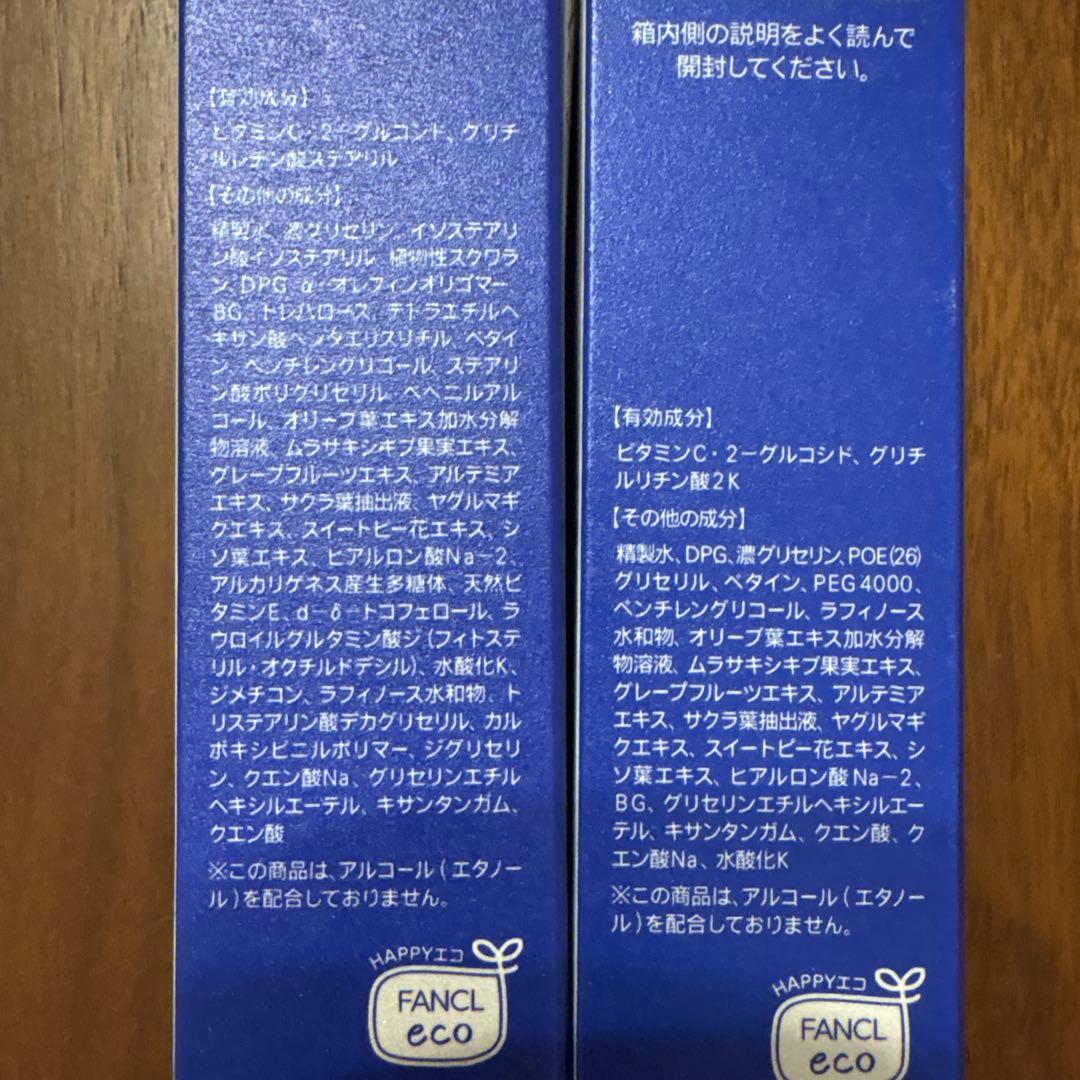 【有効成分】
ビタミンC・2−グルコシド、グリチ
ルレチン酸ステアリル
【その他の成分】
精製水、濃グリセリン、イソステアリ
ン酸イソステアリル、植物性スクワラ
ン、DPG、α−オレフィンオリゴマー、
BG、トレハロース、テトラエチルヘ
キサン酸ペンタエリスリチル、ベタイ
ン、ペンチレングリコール、ステアリ
ン酸ポリグリセリル、ベヘニルアル
コール、オリーブ葉エキス加水分解
物溶液、ムラサキシキブ果実エキス、
グレープフルーツエキス、アルテミア
エキス、サクラ葉抽出液、ヤグルマギ
クエキス、スイートピー花エキス、シ
ソ葉エキス、ヒアルロン酸Na−2、
アルカリゲネス産生多糖体、天然ビ
タミンE、d−δ−トコフェロール、ラ
ウロイルグルタミン酸ジ（フィトステ
リル・オクチルドデシル）、水酸化K、
ジメチコン、ラフィノース水和物、ト
リステアリン酸デカグリセリル、カル
ボキシビニルポリマー、ジグリセリ
ン、クエン酸Na、グリセリンエチル
ヘキシルエーテル、キサンタンガム、
クエン酸
※この商品は、アルコール（エタノー
ル）を配合しておりません。
HAPPYエコ
FANCL
eco
箱内側の説明をよく読んで
開封してください。
【有効成分】
ビタミンC・2−グルコシド、グリチ
ルリチン酸2K
【その他の成分】
精製水、DPG、濃グリセリン、POE(26)
グリセリル、ベタイン、PEG4000、
ペンチレングリコール、ラフィノース
水和物、オリーブ葉エキス加水分解
物溶液、ムラサキシキブ果実エキス、
グレープフルーツエキス、アルテミア
エキス、サクラ葉抽出液、ヤグルマギ
クエキス、スイートピー花エキス、シ
ソ葉エキス、ヒアルロン酸Na−2、
BG、グリセリンエチルヘキシルエー
テル、キサンタンガム、クエン酸、ク
エン酸Na、水酸化K
※この商品は、アルコール（エタノー
ル）を配合しておりません。
HAPPYエコ
FANCL
eco